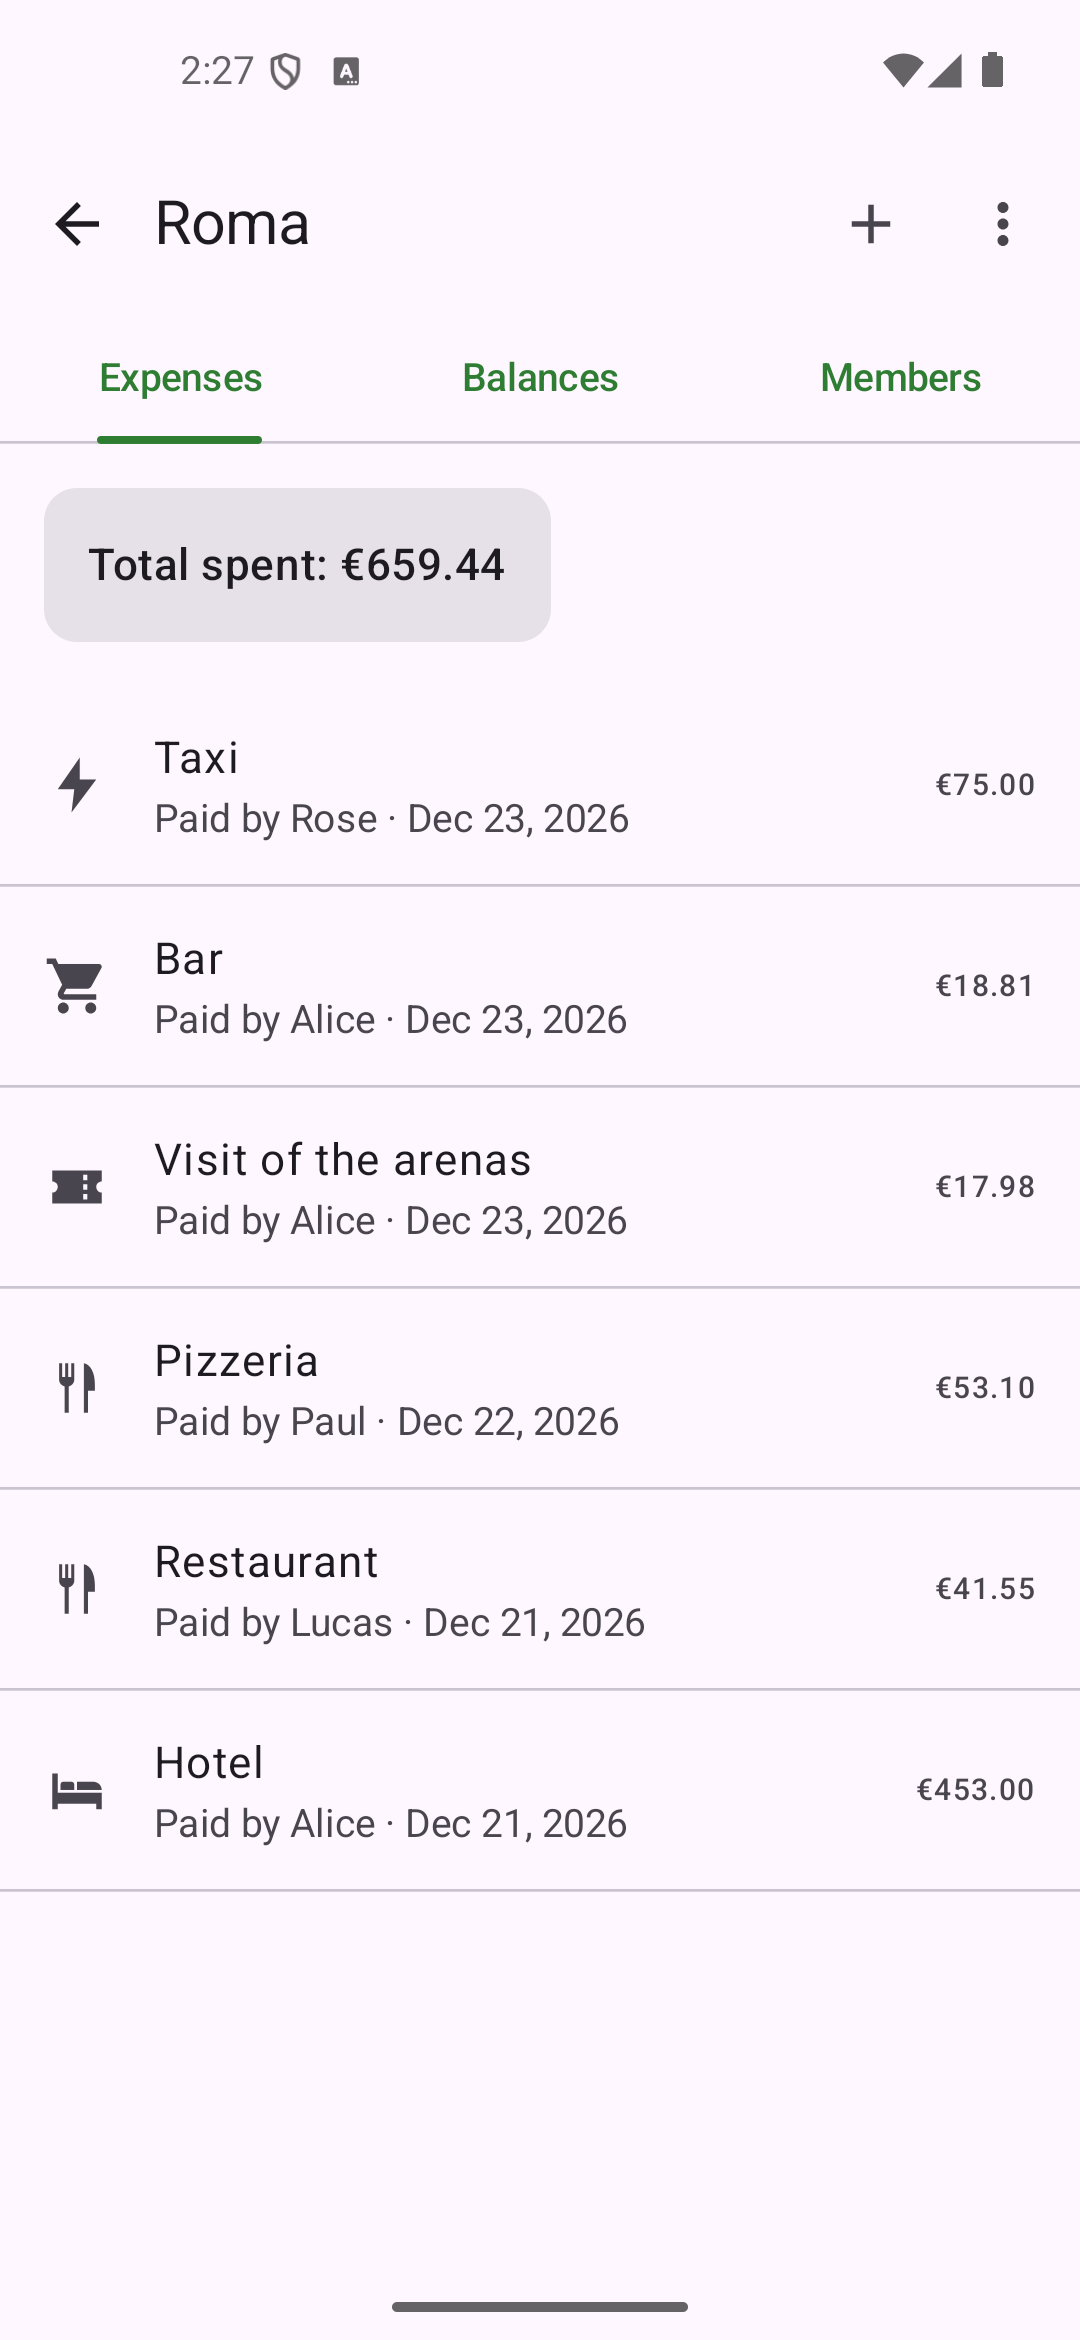 2:27
Roma
Expenses
Balances
Members
Total spent: €659.44
Taxi
€75.00
Paid by Rose · Dec 23, 2026
Bar
€18.81
Paid by Alice · Dec 23, 2026
Visit of the arenas
€17.98
Paid by Alice · Dec 23, 2026
Pizzeria
€53.10
Paid by Paul · Dec 22, 2026
Restaurant
€41.55
Paid by Lucas · Dec 21, 2026
Hotel
€453.00
Paid by Alice · Dec 21, 2026